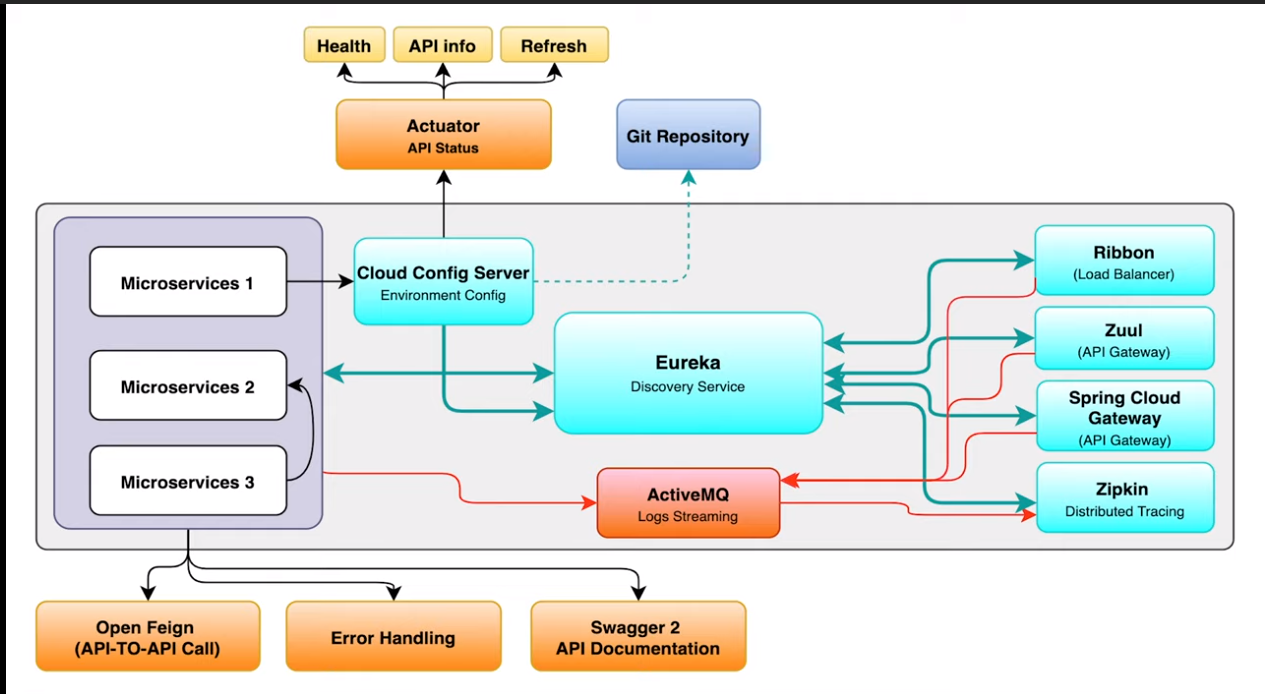 Health
API info
Refresh
Actuator
API Status
Git Repository
Microservices 1
Cloud Config Server
Environment Config
Ribbon
(Load Balancer)
Zuul
(API Gateway)
Eureka
Discovery Service
Microservices 2
Spring Cloud
Gateway
(API Gateway)
Microservices 3
ActiveMQ
Logs Streaming
Zipkin
Distributed Tracing
Open Feign
(API-TO-API Call)
Error Handling
Swagger 2
API Documentation